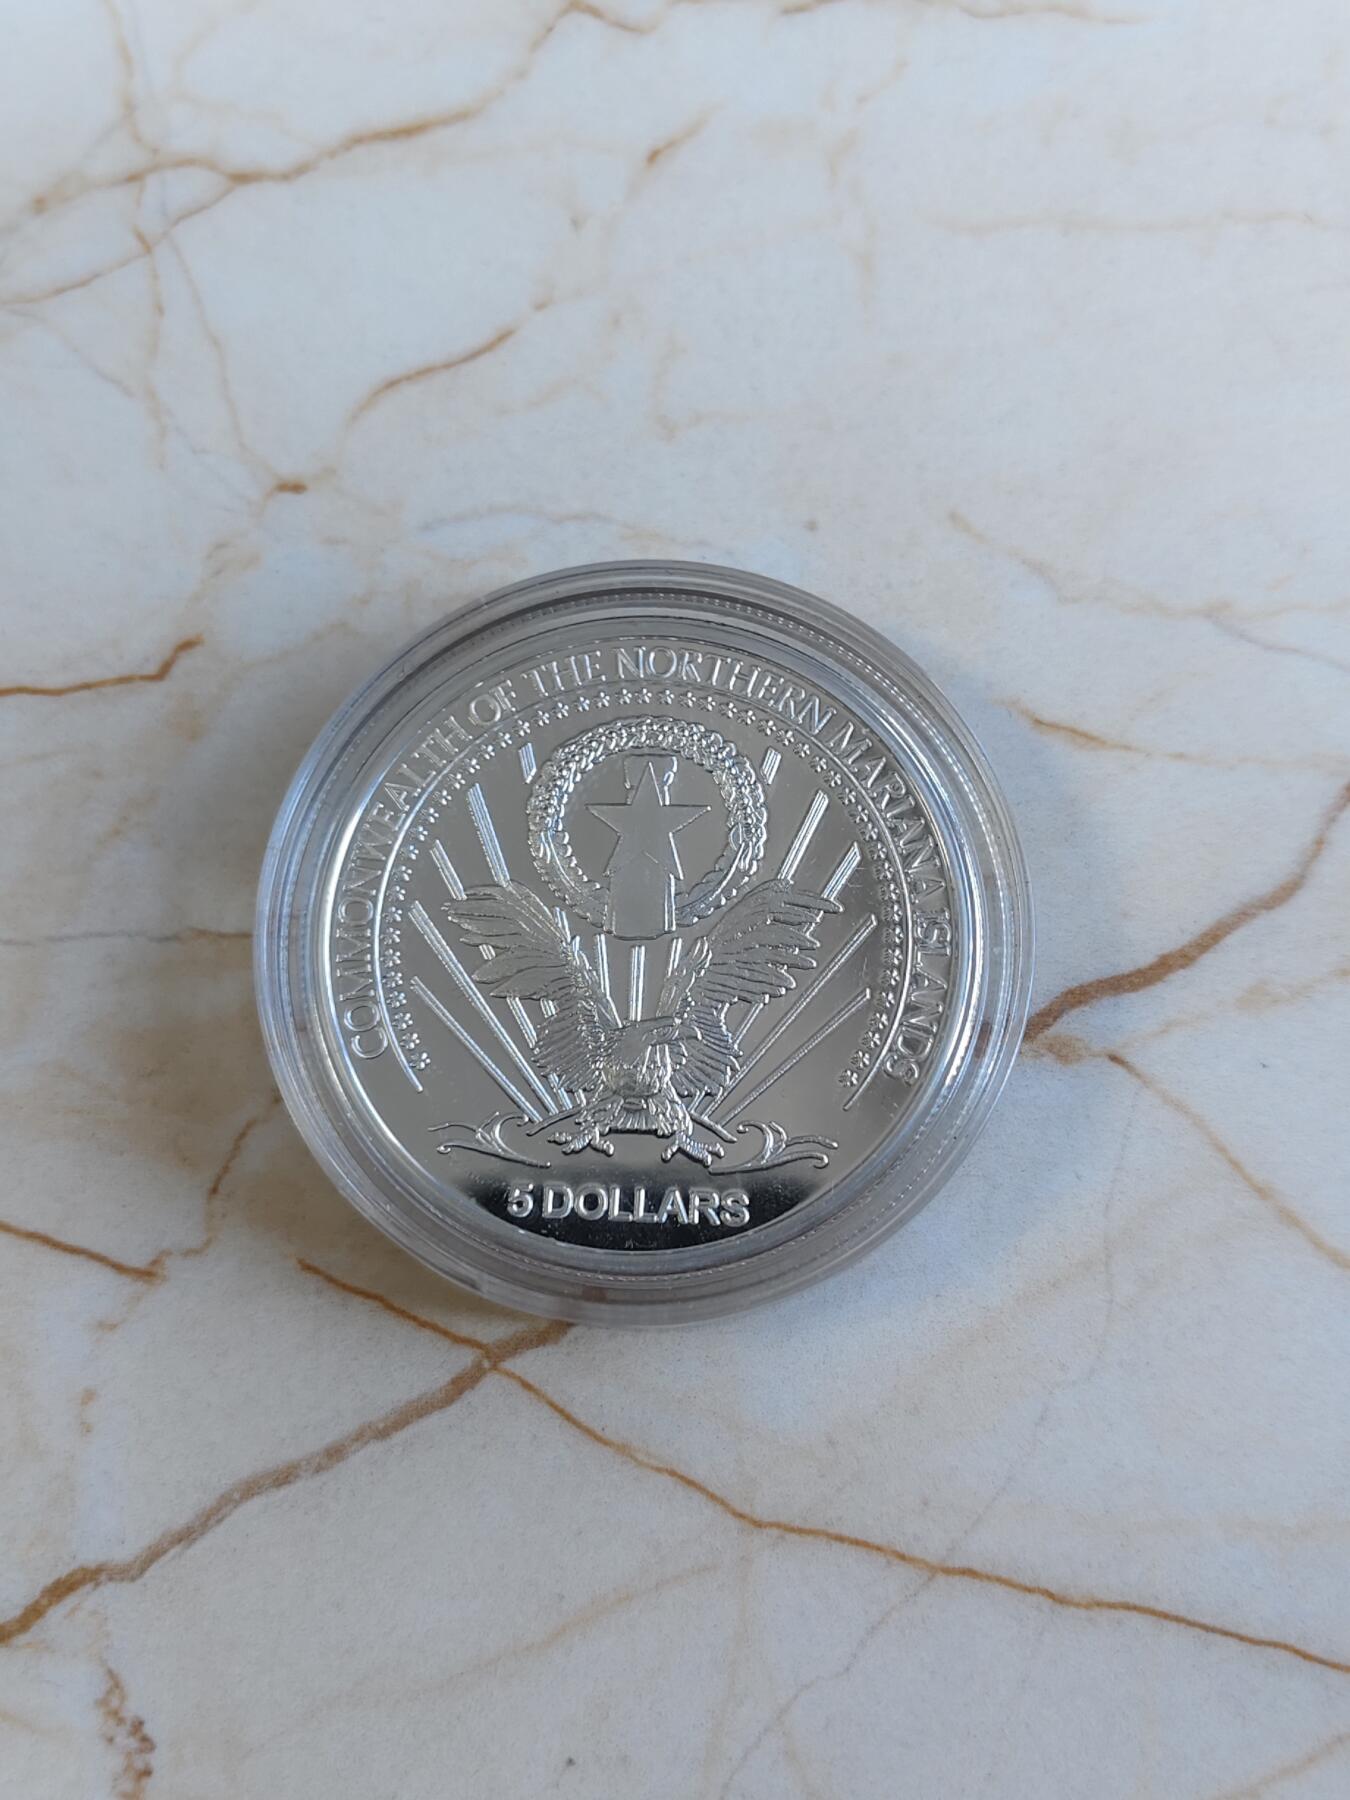 COMMONWEALTH OF THE NORTHERN MARIANA ISLANDS
5 DOLLARS